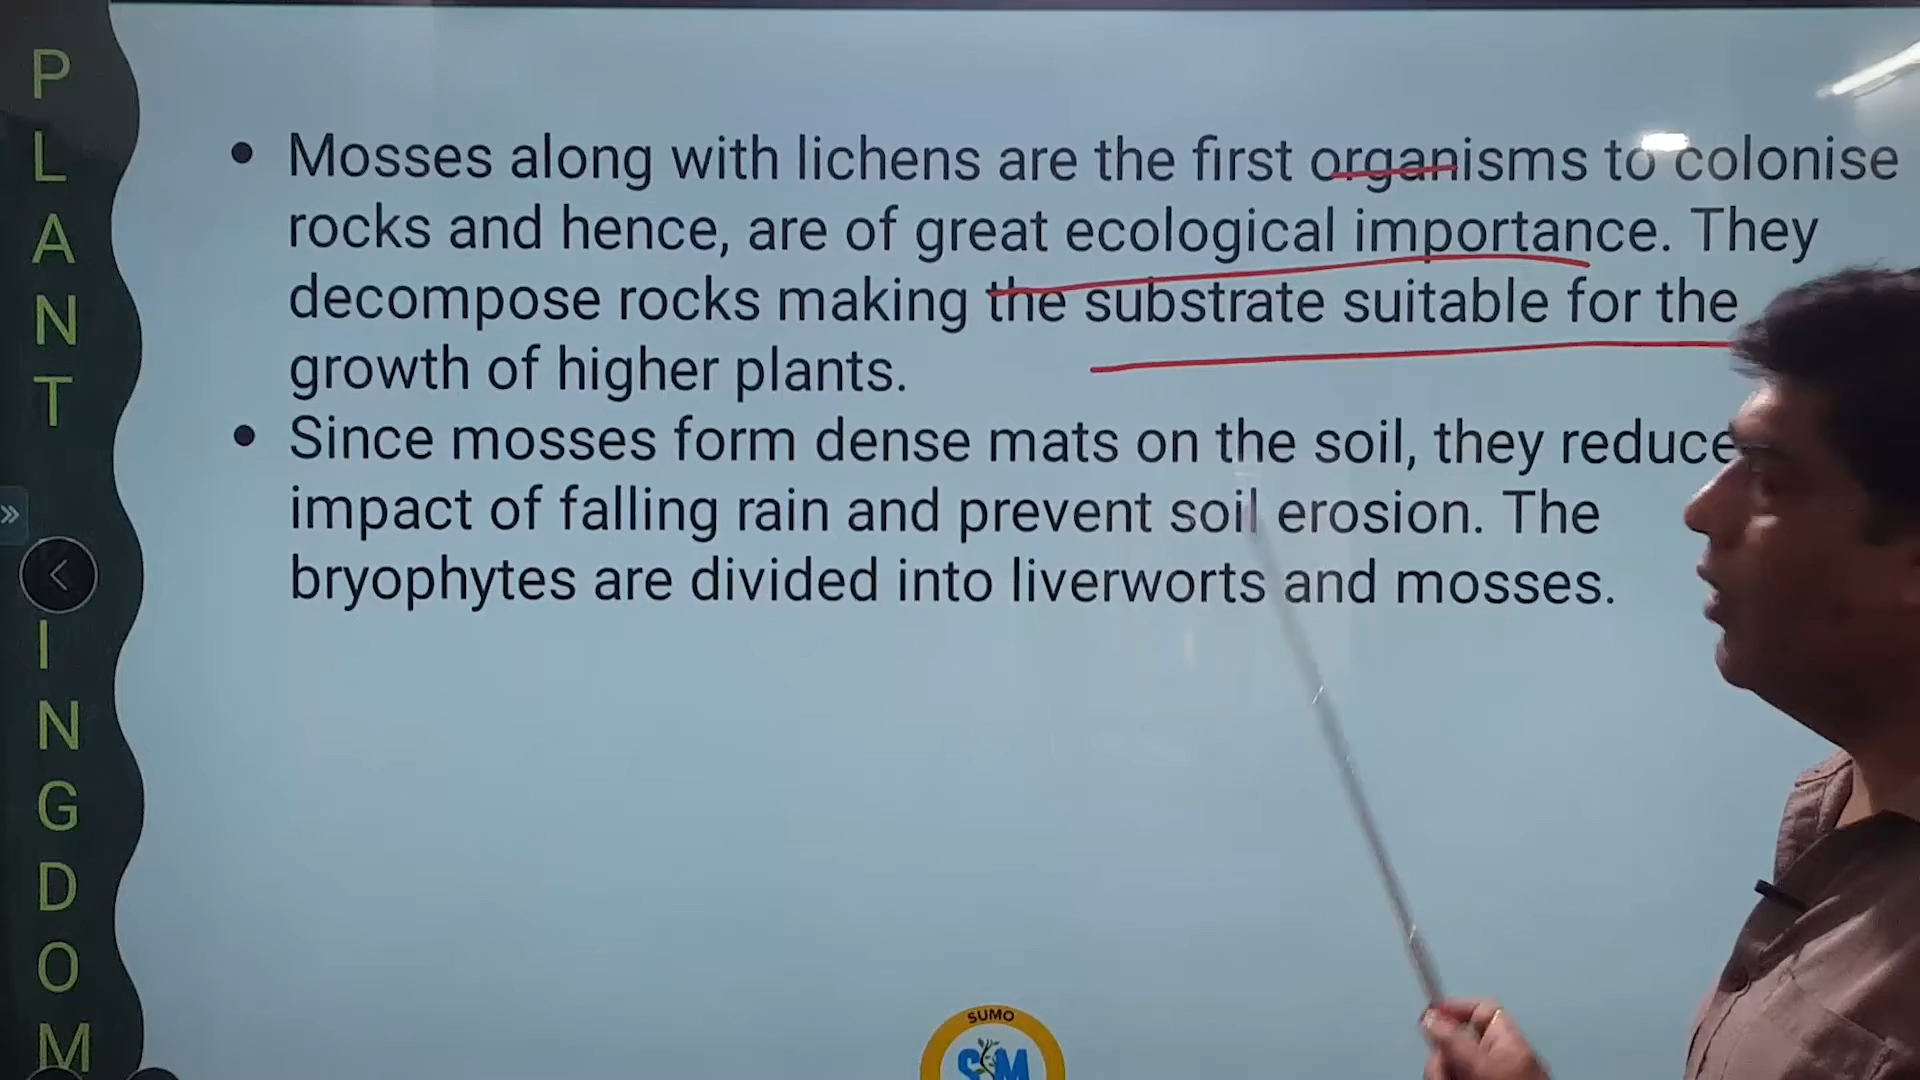 PLANT
INGDOM
• Mosses along with lichens are the first organisms to colonise
rocks and hence, are of great ecological importance. They
decompose rocks making the substrate suitable for the
growth of higher plants.
• Since mosses form dense mats on the soil, they reduce
impact of falling rain and prevent soil erosion. The
bryophytes are divided into liverworts and mosses.
SUMO